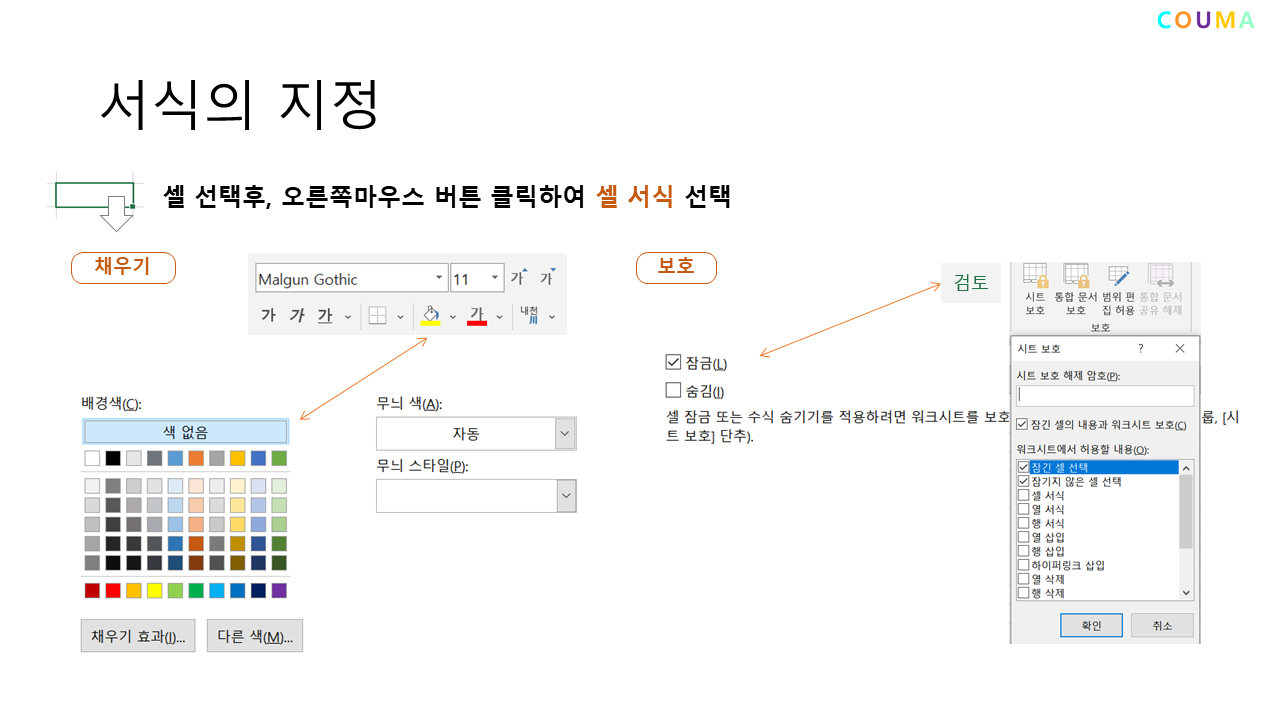 COUMA
서식의 지정
셀 선택후, 오른쪽마우스 버튼 클릭하여 셀 서식 선택
채우기
Malgun Gothic
11
가 가
가 가 가
가
내천
川
배경색(C):
색 없음
무늬 색(A):
자동
무늬 스타일(P):
채우기 효과(I)...
다른 색(M)...
보호
검토
잠금(L)
숨김(I)
셀 잠금 또는 수식 숨기기를 적용하려면 워크시트를 보호
룹, [시
트 보호] 단추).
시트
보호
통합 문서
보호
범위 편
집 허용
통합 문서
공유 해제
보호
시트 보호
?
시트 보호 해제 암호(P):
잠긴 셀의 내용과 워크시트 보호(C)
워크시트에서 허용할 내용(O):
잠긴 셀 선택
잠기지 않은 셀 선택
셀 서식
열 서식
행 서식
열 삽입
행 삽입
하이퍼링크 삽입
열 삭제
행 삭제
확인
취소